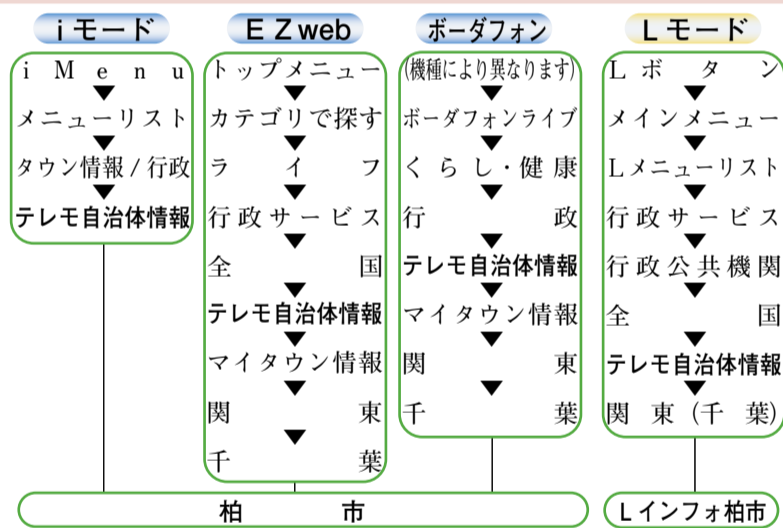 iモード
iMenu
▼
メニューリスト
▼
タウン情報/行政
▼
テレモ自治体情報
EZweb
トップメニュー
▼
カテゴリで探す
▼
ライフ
▼
行政サービス
▼
全国
▼
テレモ自治体情報
▼
マイタウン情報
▼
関東
▼
千葉
ボーダフォン
(機種により異なります)
▼
ボーダフォンライブ
▼
くらし・健康
▼
行政
▼
テレモ自治体情報
▼
マイタウン情報
▼
関東
▼
千葉
柏市
Lモード
Lボタン
▼
メインメニュー
▼
Lメニューリスト
▼
行政サービス
▼
行政公共機関
▼
全国
▼
テレモ自治体情報
▼
関東(千葉)
Lインフォ柏市